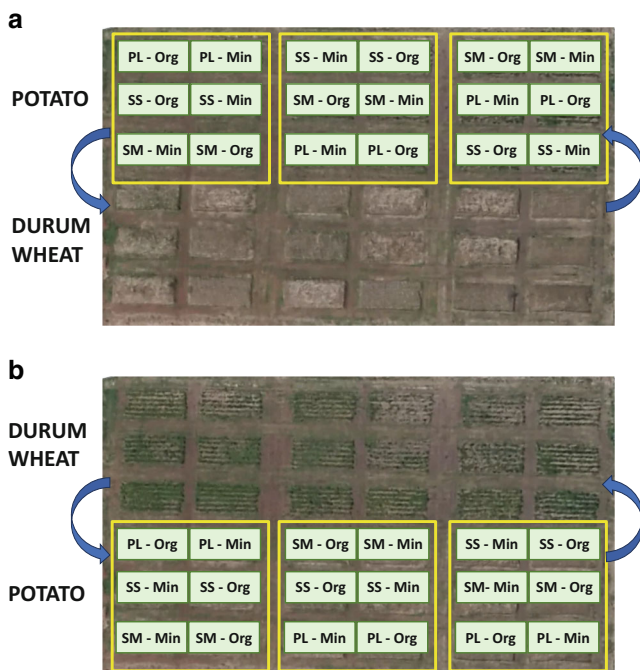 a
PL - Org PL - Min SS - Min SS - Org SM - Org SM - Min
POTATO SS - Org SS - Min SM - Org SM - Min PL - Min PL - Org
SM - Min SM - Org PL - Min PL - Org SS - Org SS - Min
DURUM
WHEAT
b
DURUM
WHEAT
PL - Org PL - Min SM - Org SM - Min SS - Min SS - Org
POTATO SS - Min SS - Org SS - Org SS - Min SM- Min SM - Org
SM - Min SM - Org PL - Min PL - Org PL - Org PL - Min